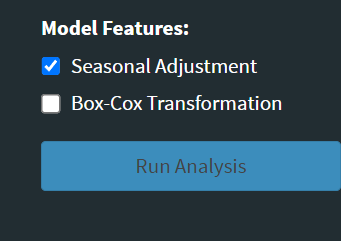 Model Features:
Seasonal Adjustment
Box-Cox Transformation
Run Analysis